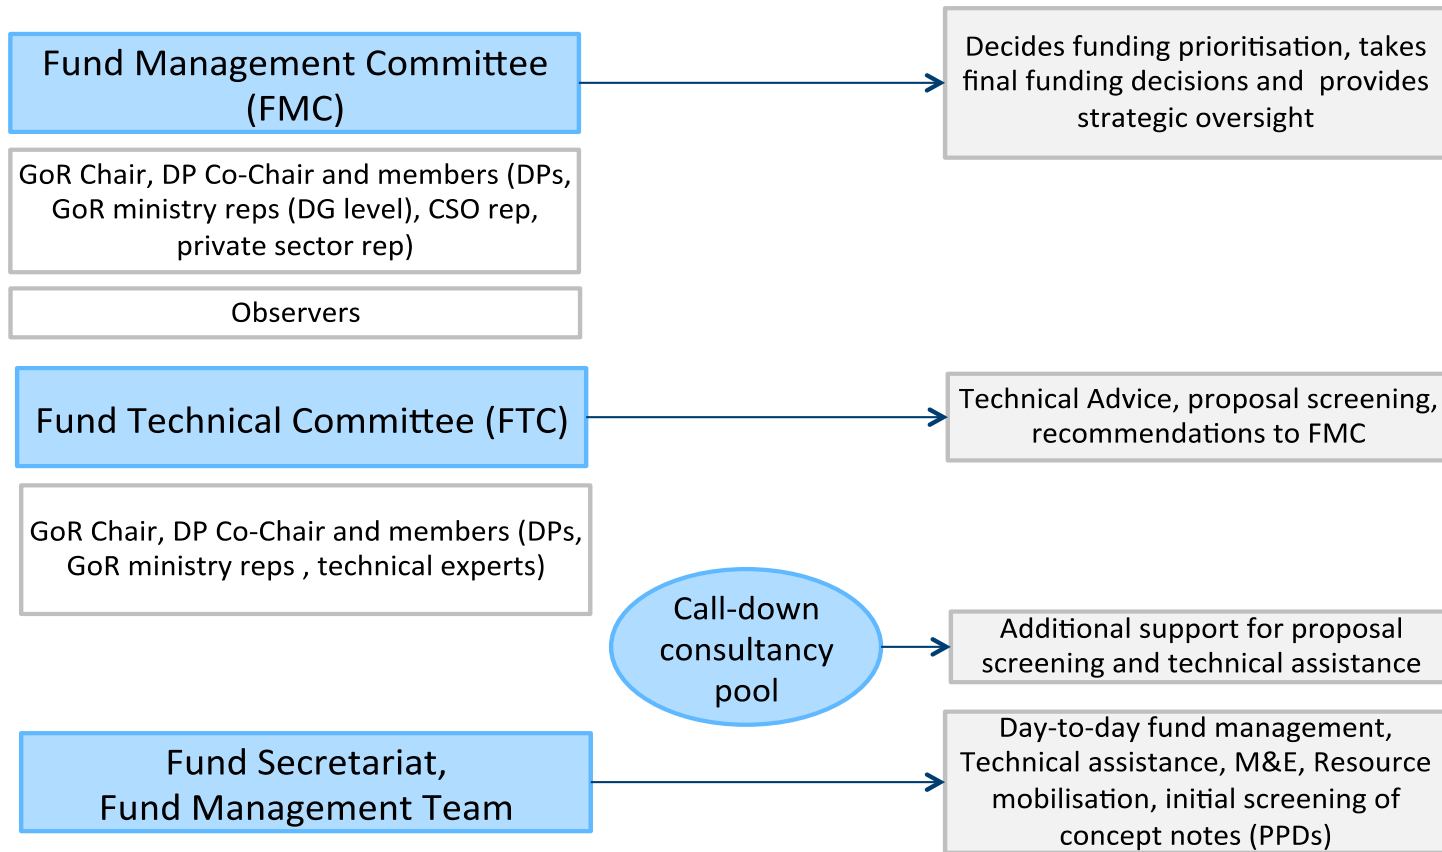 Fund Management Committee
(FMC)
Decides funding prioritisation, takes
final funding decisions and  provides
strategic oversight
GoR Chair, DP Co-Chair and members (DPs,
GoR ministry reps (DG level), CSO rep,
private sector rep)
Observers
Fund Technical Committee (FTC)
Technical Advice, proposal screening,
recommendations to FMC
GoR Chair, DP Co-Chair and members (DPs,
GoR ministry reps , technical experts)
Call-down
consultancy
pool
Additional support for proposal
screening and technical assistance
Fund Secretariat,
Fund Management Team
Day-to-day fund management,
Technical assistance, M&E, Resource
mobilisation, initial screening of
concept notes (PPDs)